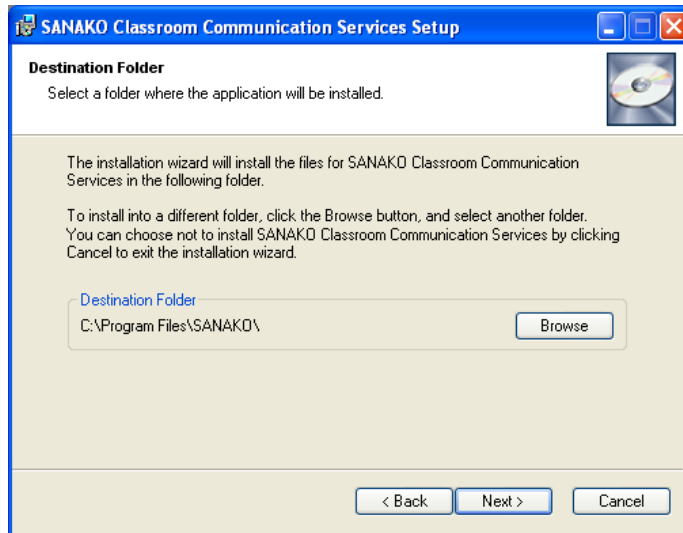 SANAKO Classroom Communication Services Setup
Destination Folder
Select a folder where the application will be installed.
The installation wizard will install the files for SANAKO Classroom Communication
Services in the following folder.
To install into a different folder, click the Browse button, and select another folder.
You can choose not to install SANAKO Classroom Communication Services by clicking
Cancel to exit the installation wizard.
Destination Folder
C:\Program Files\SANAKO\
Browse
< Back
Next >
Cancel